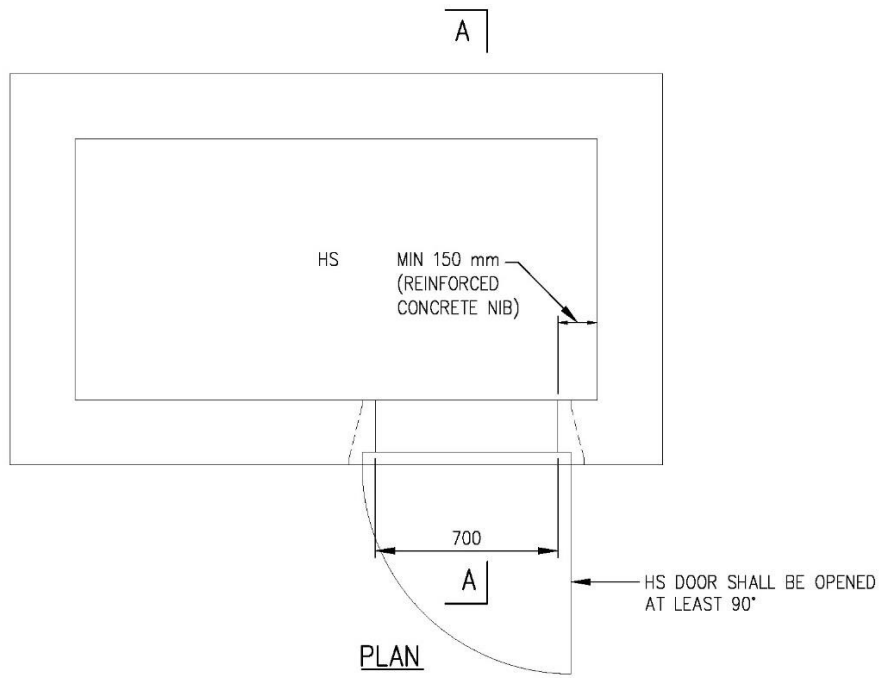 A
HS
MIN 150 mm
(REINFORCED
CONCRETE NIB)
700
A
HS DOOR SHALL BE OPENED
AT LEAST 90°
PLAN